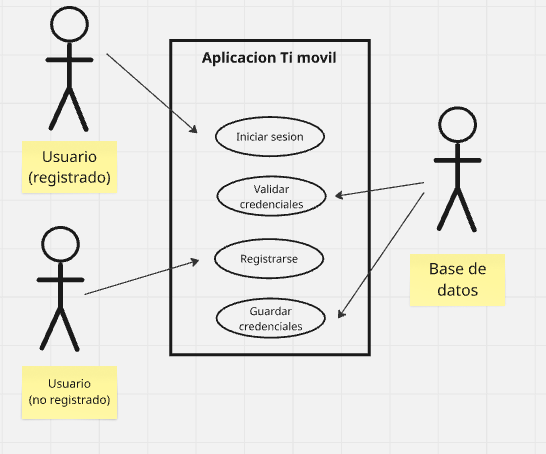 Aplicacion Ti movil
Usuario
(registrado)
Iniciar sesion
Validar
credenciales
Registrarse
Guardar
credenciales
Base de
datos
Usuario
(no registrado)